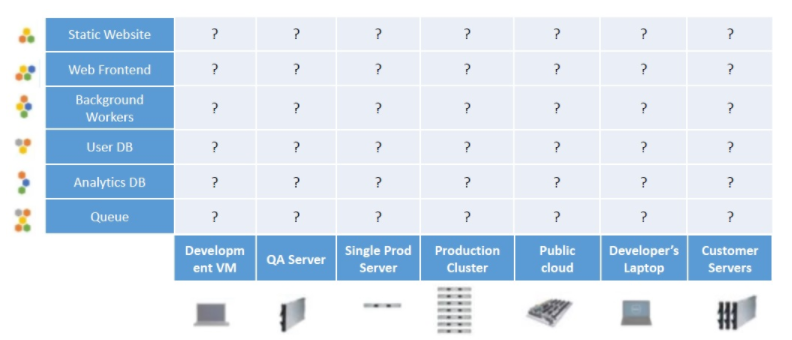 Static Website ? ? ? ? ? ? ?
Web Frontend ? ? ? ? ? ? ?
Background
Workers ? ? ? ? ? ? ?
User DB ? ? ? ? ? ? ?
Analytics DB ? ? ? ? ? ? ?
Queue ? ? ? ? ? ? ?
Developm
ent VM
QA Server
Single Prod
Server
Production
Cluster
Public
cloud
Developer's
Laptop
Customer
Servers